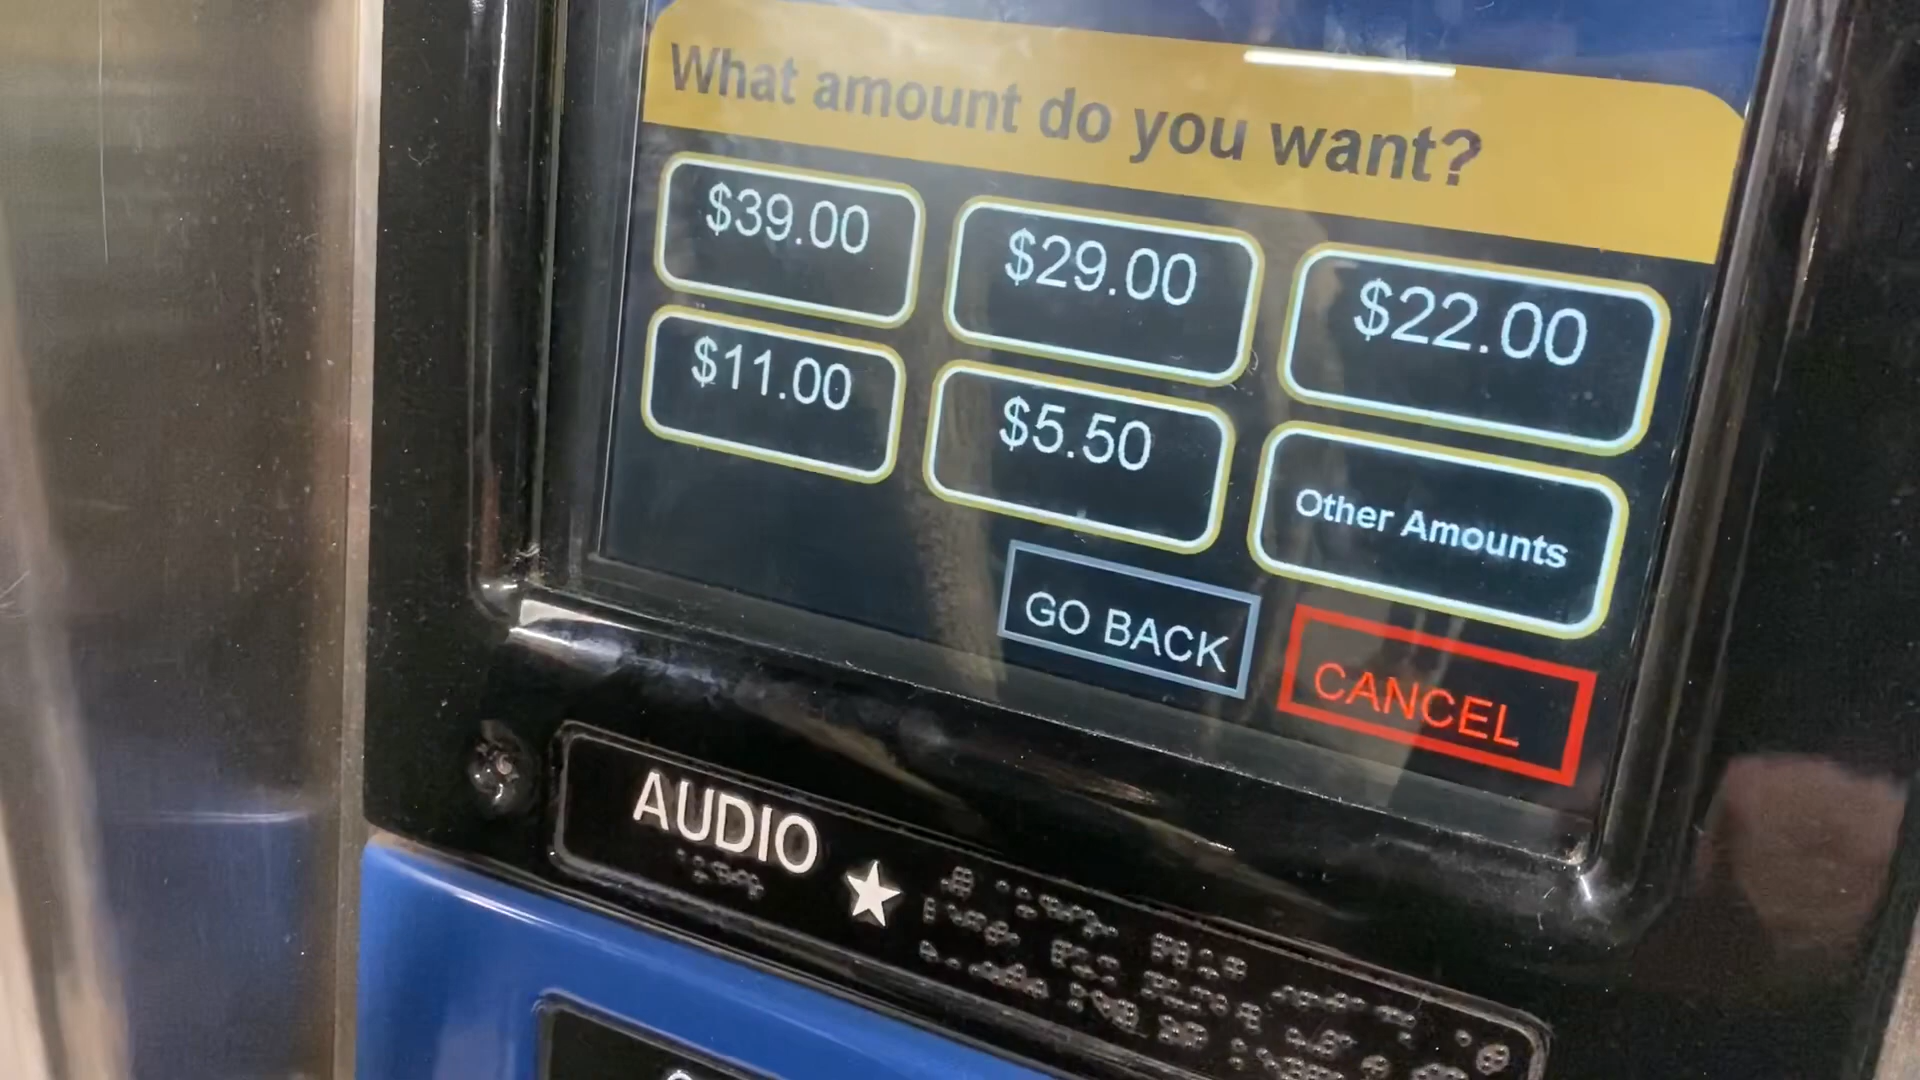 What amount do you want?
$39.00
$29.00
$22.00
$11.00
$5.50
Other Amounts
GO BACK
CANCEL
AUDIO